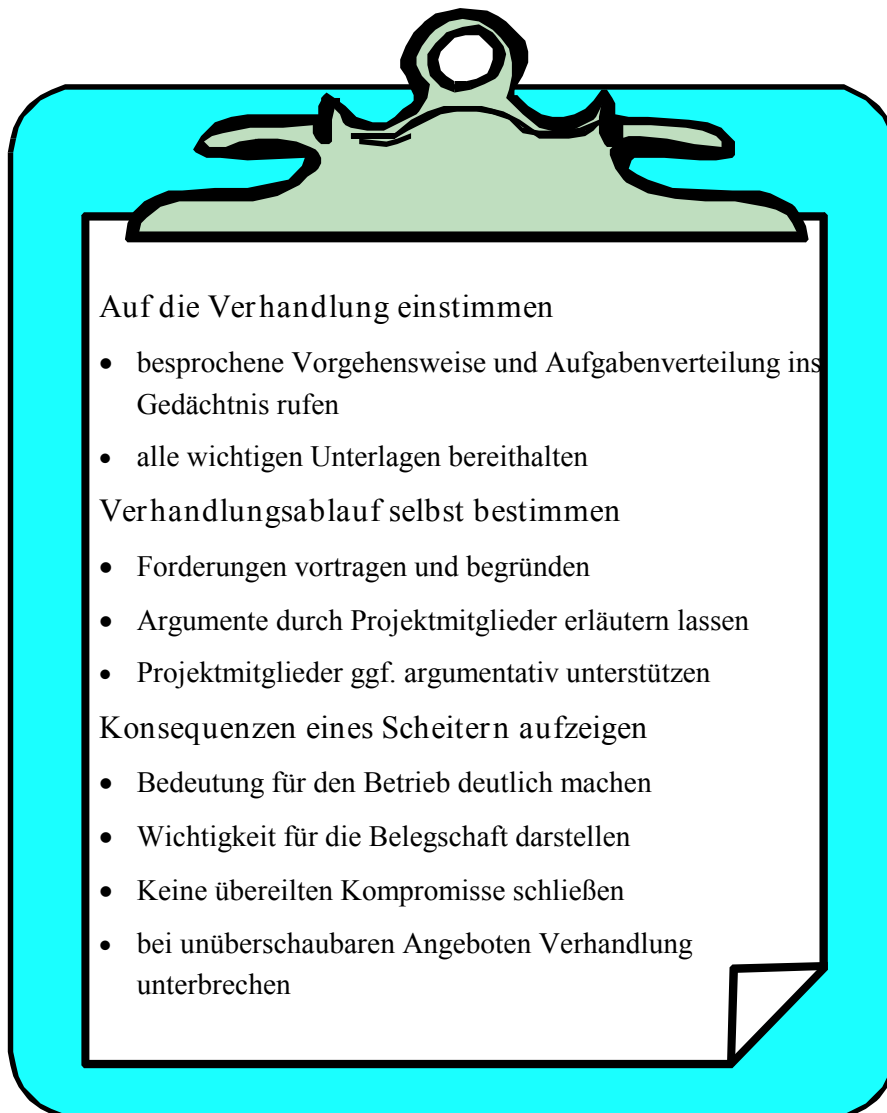 Auf die Verhandlung einstimmen
• besprochene Vorgehensweise und Aufgabenverteilung ins
Gedächtnis rufen
• alle wichtigen Unterlagen bereithalten
Verhandlungsablauf selbst bestimmen
• Forderungen vortragen und begründen
• Argumente durch Projektmitglieder erläutern lassen
• Projektmitglieder ggf. argumentativ unterstützen
Konsequenzen eines Scheitern aufzeigen
• Bedeutung für den Betrieb deutlich machen
• Wichtigkeit für die Belegschaft darstellen
• Keine übereilten Kompromisse schließen
• bei unüberschaubaren Angeboten Verhandlung
unterbrechen